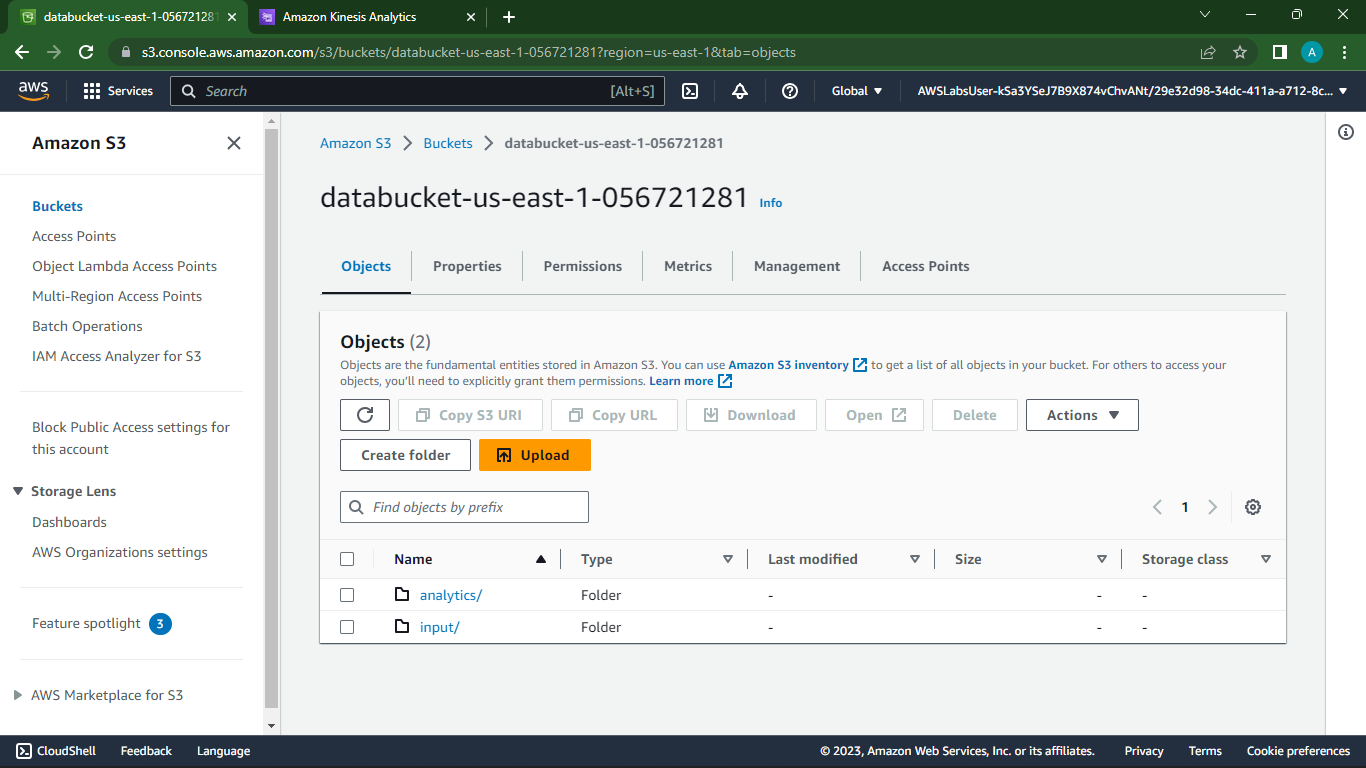 databucket-us-east-1-056721281
Amazon Kinesis Analytics
s3.console.aws.amazon.com/s3/buckets/databucket-us-east-1-056721281?region=us-east-1&tab=objects
A
aws
Services
Search
[Alt+S]
Global
AWSLabsUser-kSa3YSeJ7B9X874vChvANt/29e32d98-34dc-411a-a712-8c...
Amazon S3
Buckets
Access Points
Object Lambda Access Points
Multi-Region Access Points
Batch Operations
IAM Access Analyzer for S3
Block Public Access settings for
this account
Storage Lens
Dashboards
AWS Organizations settings
Feature spotlight 3
AWS Marketplace for S3
Amazon S3 > Buckets > databucket-us-east-1-056721281
databucket-us-east-1-056721281 Info
Objects
Properties
Permissions
Metrics
Management
Access Points
Objects (2)
Objects are the fundamental entities stored in Amazon S3. You can use Amazon S3 inventory to get a list of all objects in your bucket. For others to access your
objects, you'll need to explicitly grant them permissions. Learn more
Copy S3 URI
Copy URL
Download
Open
Delete
Actions
Create folder
Upload
Find objects by prefix
1
Name Type Last modified Size Storage class
analytics/ Folder - - -
input/ Folder - - -
CloudShell
Feedback
Language
© 2023, Amazon Web Services, Inc. or its affiliates.
Privacy
Terms
Cookie preferences